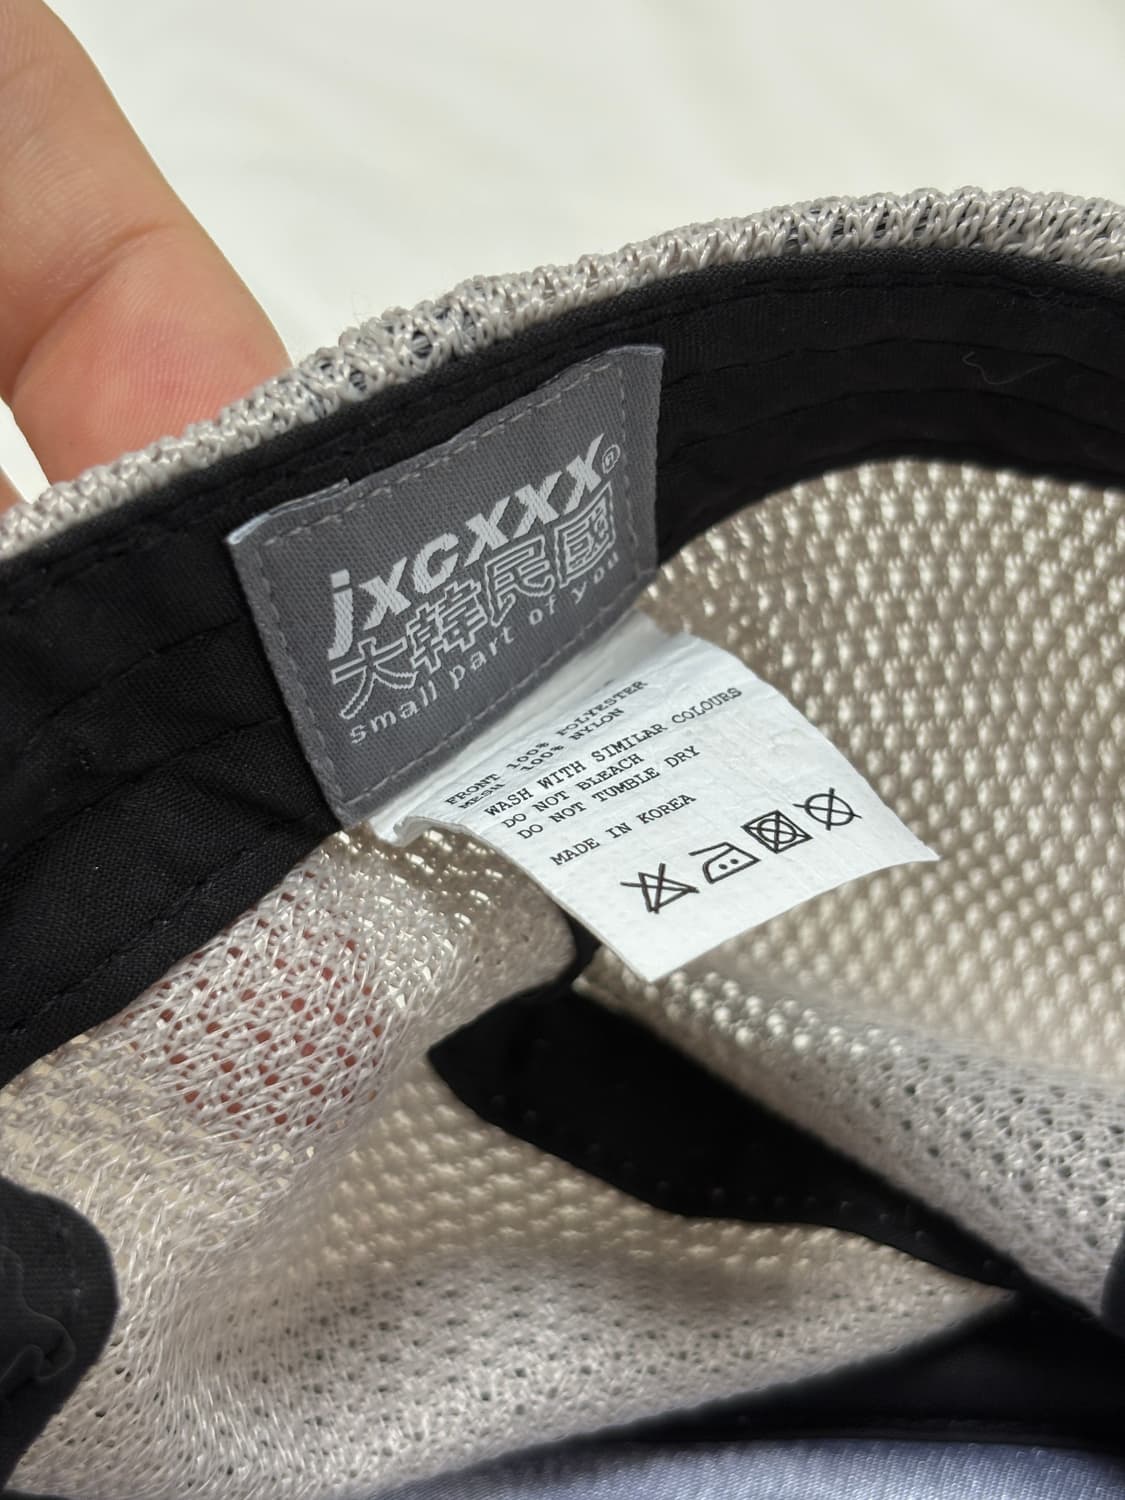 jxcxxx®
大韓民國
small part of you
FRONT 100% POLYESTER
MESH 100% NYLON
WASH WITH SIMILAR COLOURS
DO NOT BLEACH
DO NOT TUMBLE DRY
MADE IN KOREA